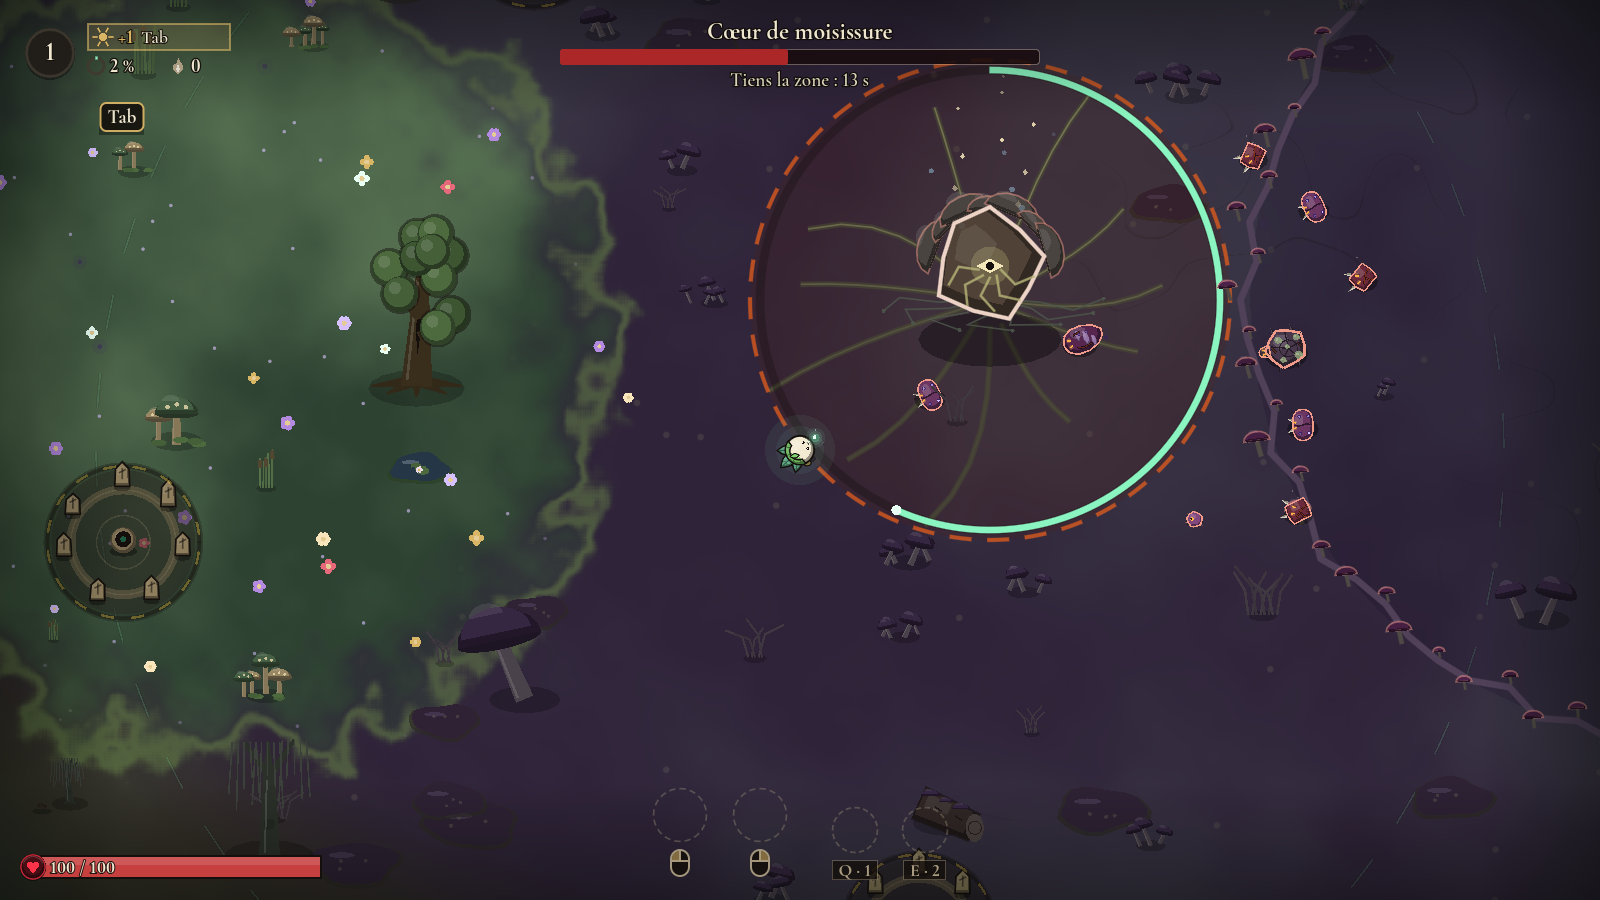 Cœur de moisissure
Tiens la zone : 13 s
1
+1 Tab
2 %
0
Tab
100 / 100
Q · 1
E · 2